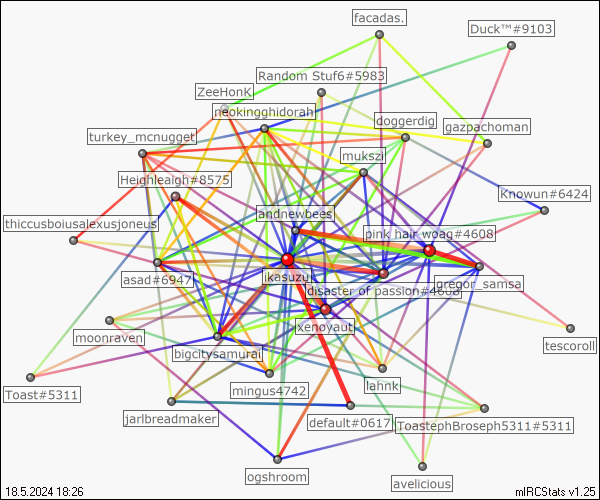 facadas.
Duck™#9103
Random Stuf6#5983
ZeeHonK
neokingghidorah
doggerdig
gazpachoman
turkey_mcnugget
mukszi
Heighleaigh#8575
Knowun#6424
andnewbees
thiccusboiusalexusjoneus
pink hair woag#4608
ikasuzu
asad#6947
gregor_samsa
disaster of passion#4608
xenoyaut
moonraven
bigcitysamurai
tescoroll
Toast#5311
mingus4742
lahnk
jarlbreadmaker
default#0617
ToastephBroseph5311#5311
ogshroom
avelicious
18.5.2024 18:26
mIRCStats v1.25